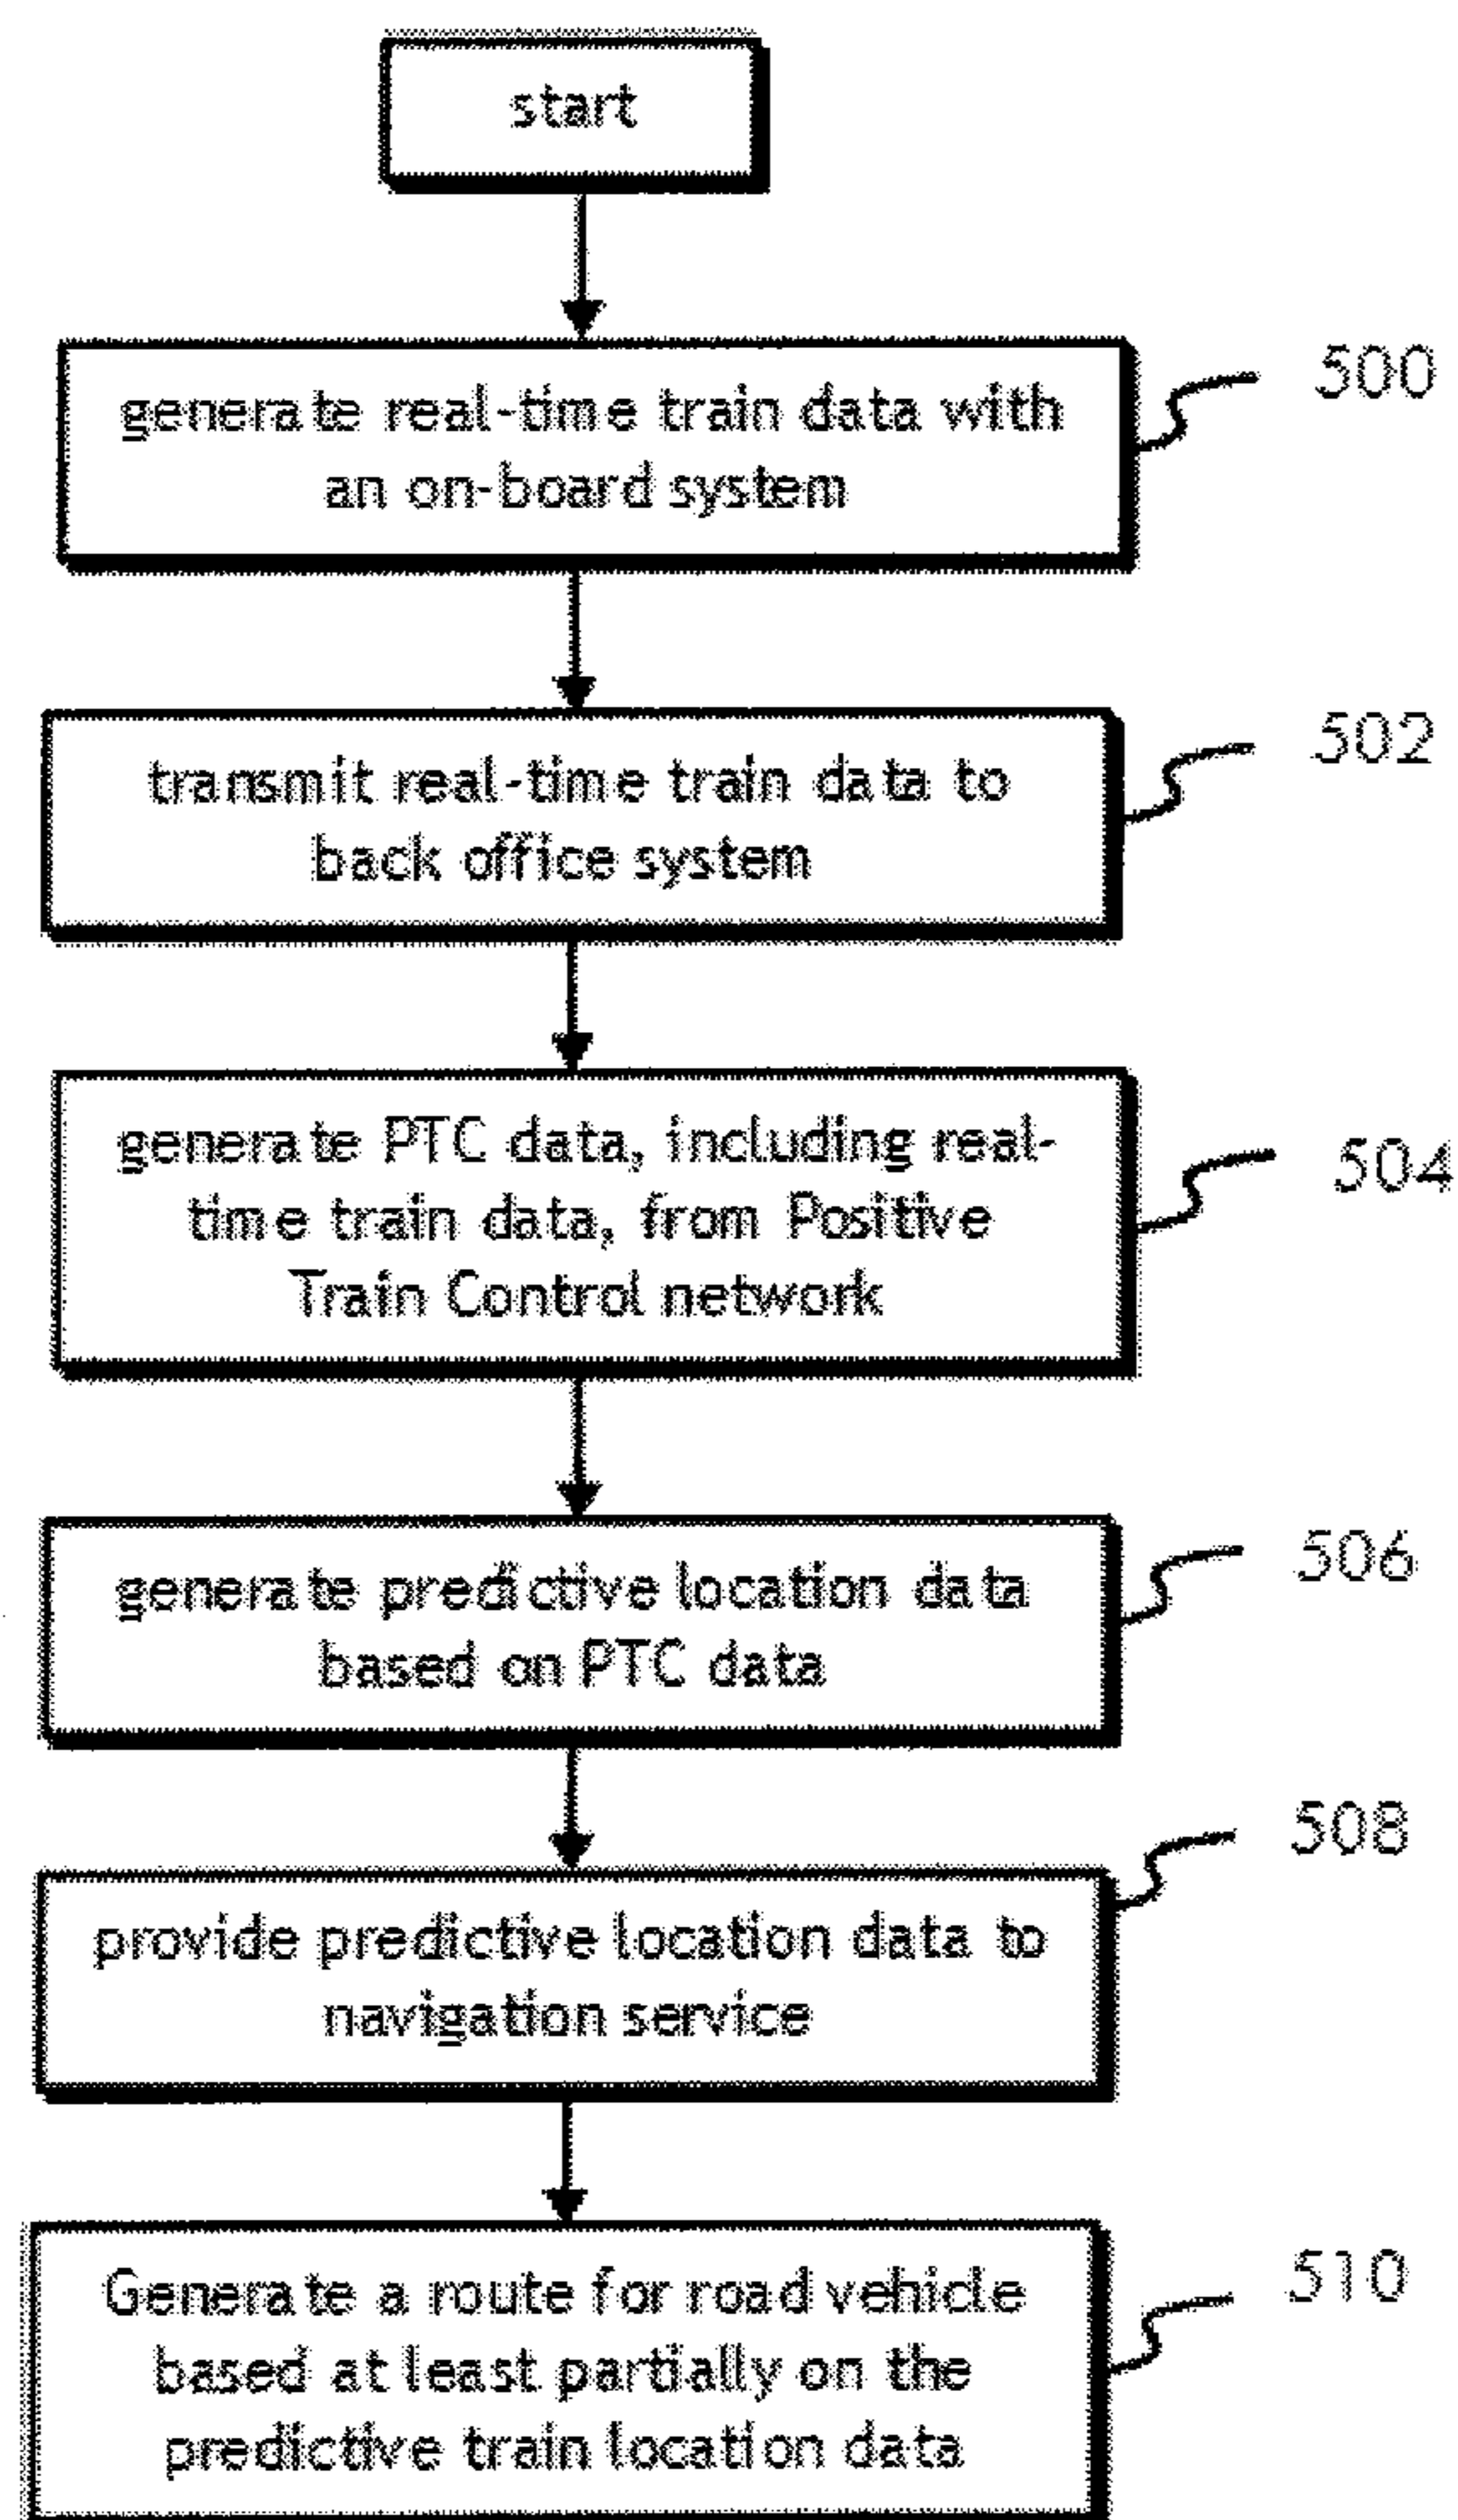 start
generate real-time train data with
an on-board system
500
transmit real-time train data to
back office system
502
generate PTC data, including real-
time train data, from Positive
Train Control network
504
generate predictive location data
based on PTC data
506
provide predictive location data to
navigation service
508
Generate a route for road vehicle
based at least partially on the
predictive train location data
510